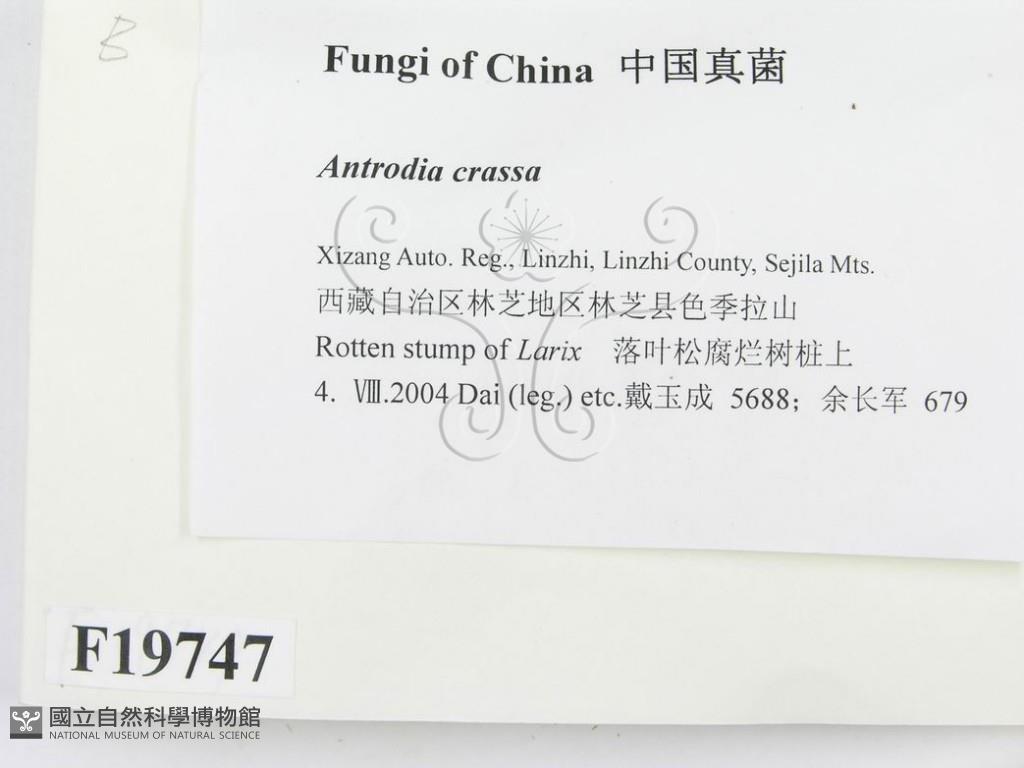 B
Fungi of China 中国真菌
Antrodia crassa
Xizang Auto. Reg., Linzhi, Linzhi County, Sejila Mts.
西藏自治区林芝地区林芝县色季拉山
Rotten stump of Larix 落叶松腐烂树桩上
4. Ⅷ.2004 Dai (leg.) etc.戴玉成 5688; 余长军 679
F19747
國立自然科學博物館
NATIONAL MUSEUM OF NATURAL SCIENCE